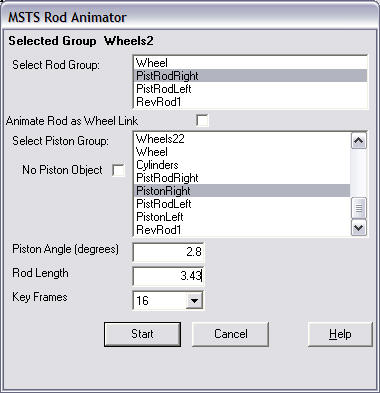 MSTS Rod Animator
Selected Group Wheels2
Select Rod Group:
Wheel
PistRodRight
PistRodLeft
RevRod1
Animate Rod as Wheel Link
Select Piston Group:
Wheels22
Wheel
Cylinders
PistRodRight
PistonRight
PistRodLeft
PistonLeft
RevRod1
No Piston Object
Piston Angle (degrees) 2.8
Rod Length 3.43
Key Frames 16
Start Cancel Help